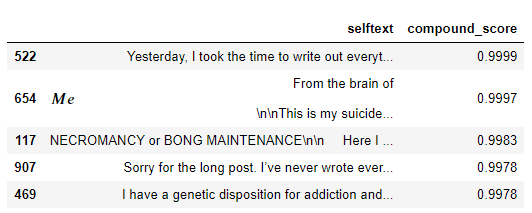 selftext compound_score
522 Yesterday, I took the time to write out everyt... 0.9999
From the brain of
654 𝑴𝒆 0.9997
\n\nThis is my suicide...
117 NECROMANCY or BONG MAINTENANCE\n\n Here I ... 0.9983
907 Sorry for the long post. I’ve never wrote ever... 0.9978
469 I have a genetic disposition for addiction and... 0.9978